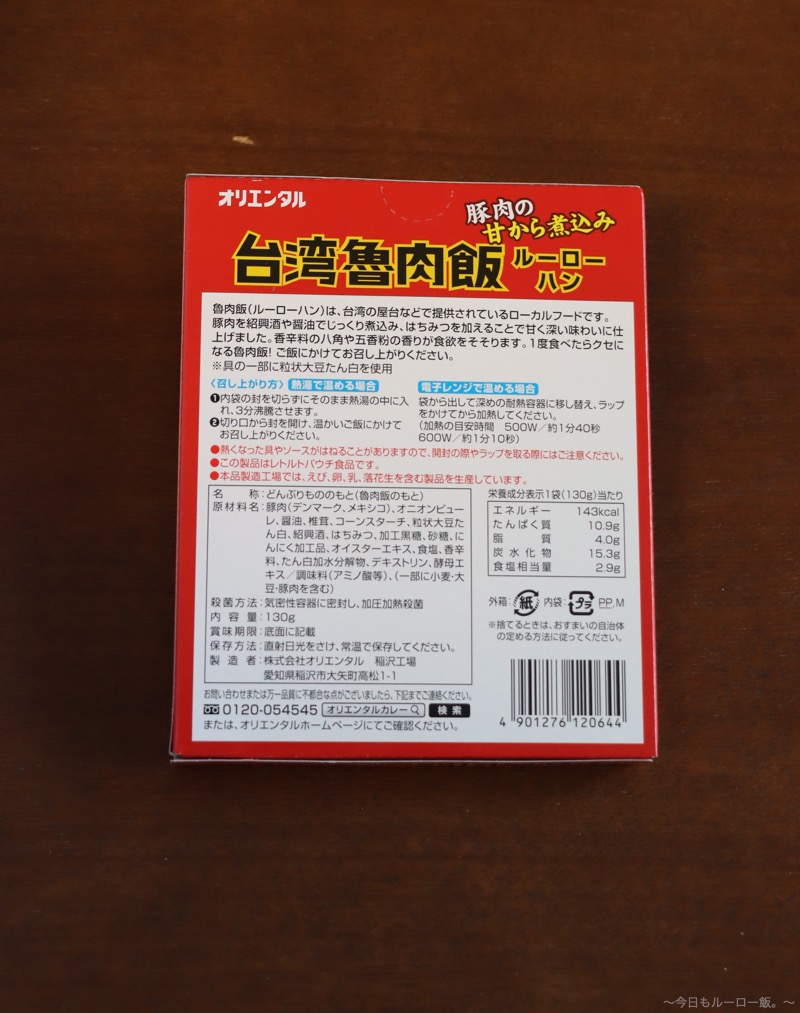 オリエンタル
豚肉の
甘から煮込み
台湾魯肉飯
ルーロー
ハン
魯肉飯(ルーローハン)は、台湾の屋台などで提供されているローカルフードです。
豚肉を紹興酒や醤油でじっくり煮込み、はちみつを加えることで甘く深い味わいに仕
上げました。香辛料の八角や五香粉の香りが食欲をそそります。1度食べたらクセに
なる魯肉飯! ご飯にかけてお召し上がりください。
※具の一部に粒状大豆たん白を使用
〈召し上がり方〉 熱湯で温める場合
❶内袋の封を切らずにそのまま熱湯の中に入
れ、3分沸騰させます。
❷切り口から封を開け、温かいご飯にかけて
お召し上がりください。
電子レンジで温める場合
袋から出して深めの耐熱容器に移し替え、ラップ
をかけてから加熱してください。
(加熱の目安時間 500W/約1分40秒
600W/約1分10秒)
●熱くなった具やソースがはねることがありますので、開封の際やラップを取る際にはご注意ください。
●この製品はレトルトパウチ食品です。
●本品製造工場では、えび、卵、乳、落花生を含む製品を生産しています。
名称:どんぶりもののもと(魯肉飯のもと)
原材料名:豚肉(デンマーク、メキシコ)、オニオンピュー
レ、醤油、椎茸、コーンスターチ、粒状大豆た
ん白、紹興酒、はちみつ、加工黒糖、砂糖、に
んにく加工品、オイスターエキス、食塩、香辛
料、たん白加水分解物、デキストリン、酵母エ
キス/調味料(アミノ酸等)、(一部に小麦・大
豆・豚肉を含む)
殺菌方法:気密性容器に密封し、加圧加熱殺菌
内容量:130g
賞味期限:底面に記載
保存方法:直射日光をさけ、常温で保存してください。
製造者:株式会社オリエンタル 稲沢工場
愛知県稲沢市大矢町高松1-1
お問い合わせまたは万一品質に不都合な点がございましたら、下記までご連絡ください。
0120-054545 オリエンタルカレー 検索
または、オリエンタルホームページにてご確認ください。
栄養成分表示1袋(130g)当たり
エネルギー 143kcal
たんぱく質 10.9g
脂質 4.0g
炭水化物 15.3g
食塩相当量 2.9g
外箱: 紙 内袋: プラ PP,M
※捨てるときは、おすまいの自治体
の定める方法に従ってください。
4 901276 120644
～今日もルーロー飯。～